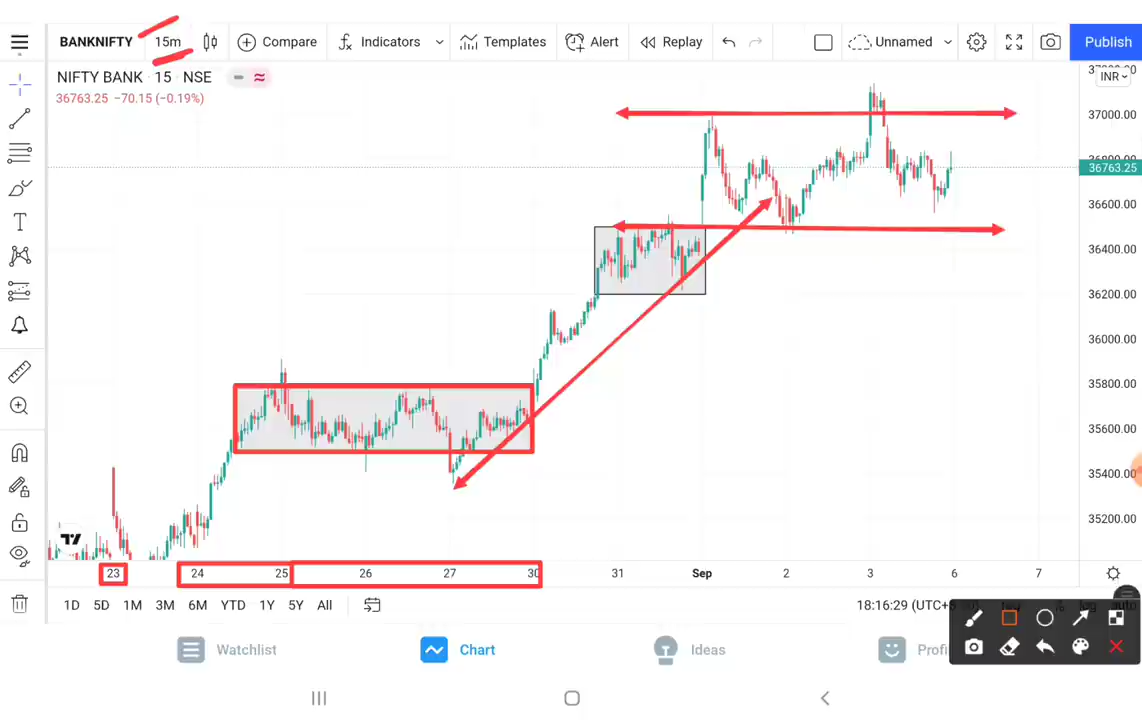 BANKNIFTY 15m Compare Indicators Templates Alert Replay Unnamed Publish
NIFTY BANK · 15 · NSE
36763.25 −70.15 (−0.19%)
INR
37000.00
36763.25
36600.00
36400.00
36200.00
36000.00
35800.00
35600.00
35400.00
35200.00
23 24 25 26 27 30 31 Sep 2 3 6 7
1D 5D 1M 3M 6M YTD 1Y 5Y All 18:16:29 (UTC+
Watchlist Chart Ideas